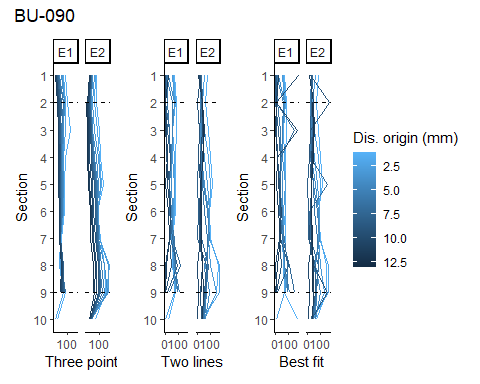 BU-090
E1 E2 E1 E2 E1 E2
1 1 1
2 2 2
3 3 3
4 4 4
5 5 5
6 6 6
7 7 7
8 8 8
9 9 9
10 10 10
Section Section Section
100 100 0100 0100 0100 0100
Three point Two lines Best fit
Dis. origin (mm)
2.5
5.0
7.5
10.0
12.5